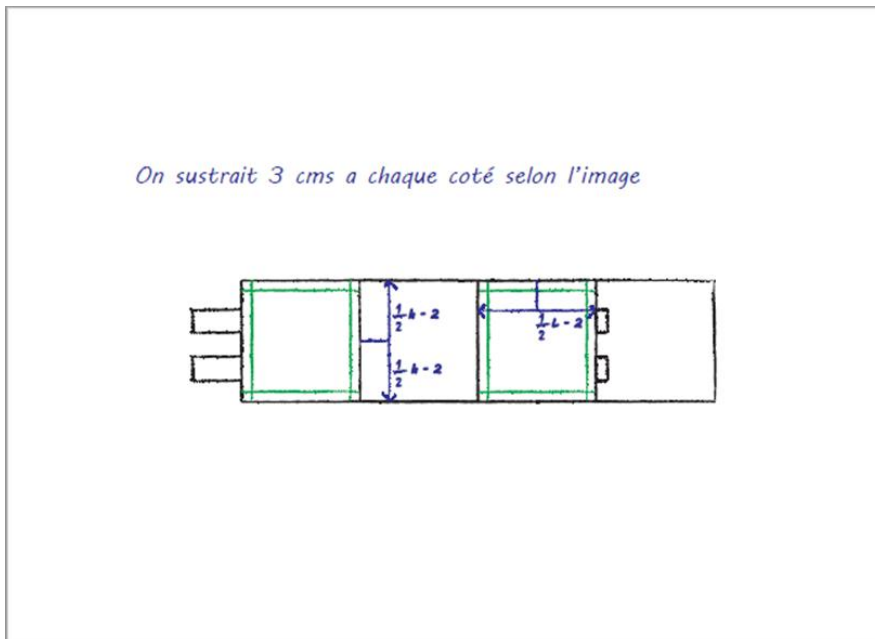 On sustrait 3 cms a chaque coté selon l'image
1/2 h - 2
1/2 L - 2
1/2 h - 2